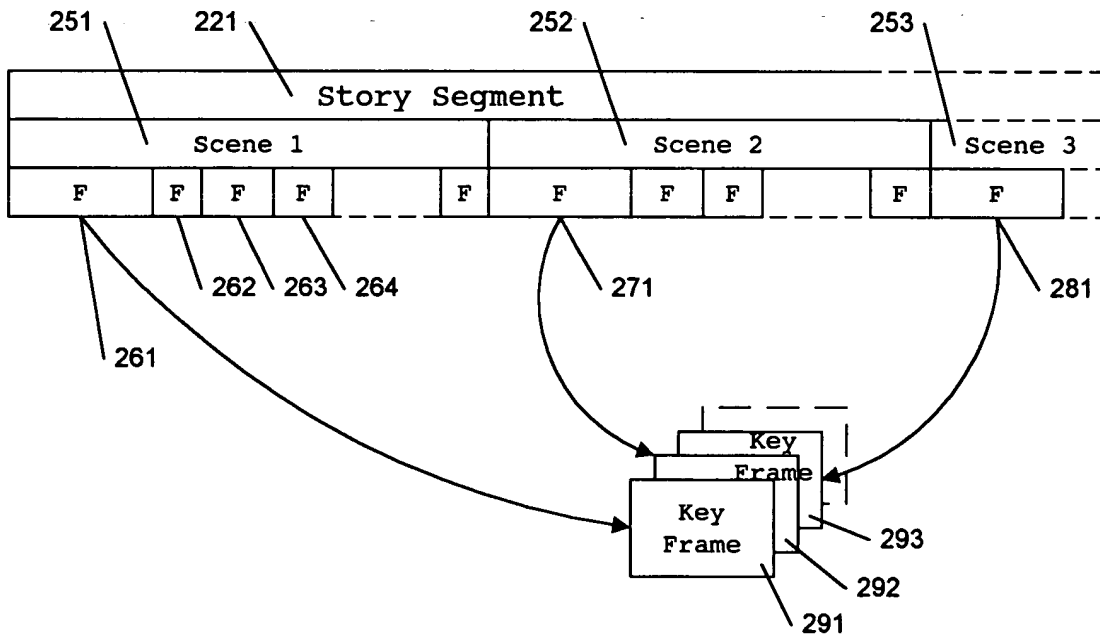 251 221 252 253
Story Segment
Scene 1 Scene 2 Scene 3
F F F F F F F F F F
262 263 264 271 281
261
Key
Frame
Key
Frame
293
292
291